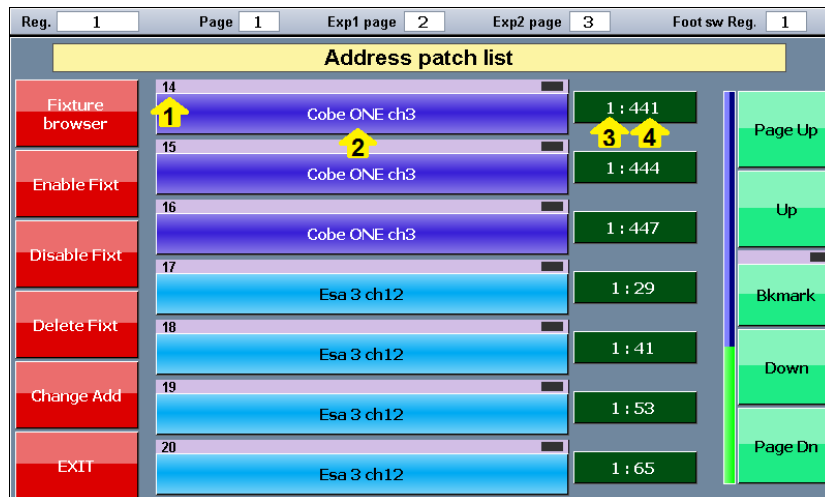 Reg. 1 Page 1 Exp1 page 2 Exp2 page 3 Foot sw Reg. 1
Address patch list
Fixture browser
Enable Fixt
Disable Fixt
Delete Fixt
Change Add
EXIT
14
Cobe ONE ch3 1 : 441
1 2 3 4
15
Cobe ONE ch3 1 : 444
16
Cobe ONE ch3 1 : 447
17
Esa 3 ch12 1 : 29
18
Esa 3 ch12 1 : 41
19
Esa 3 ch12 1 : 53
20
Esa 3 ch12 1 : 65
Page Up
Up
Bkmark
Down
Page Dn